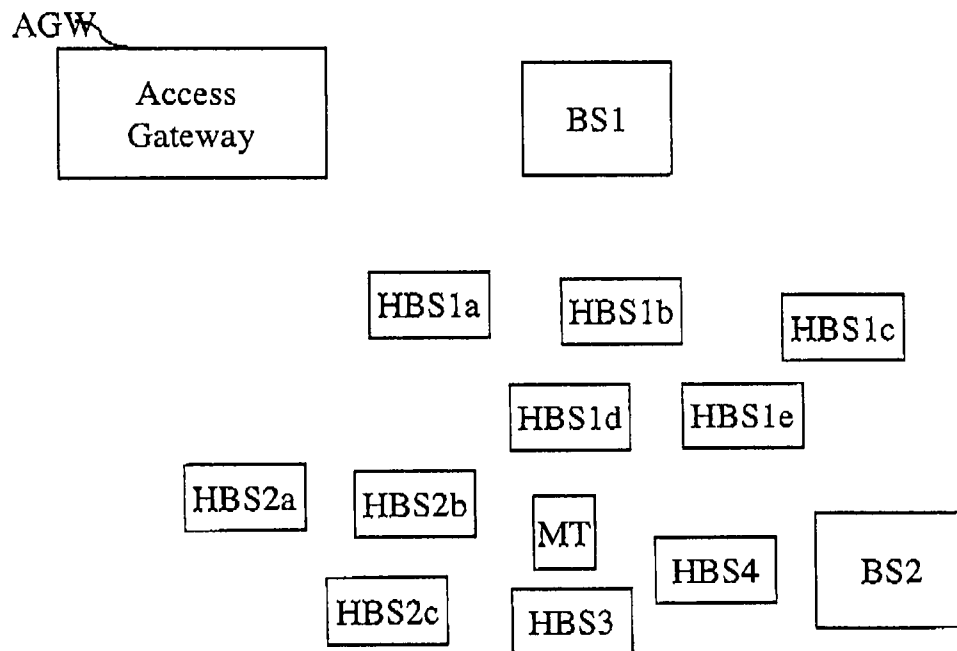 AGW
Access
Gateway
BS1
HBS1a
HBS1b
HBS1c
HBS1d
HBS1e
HBS2a
HBS2b
MT
HBS4
BS2
HBS2c
HBS3